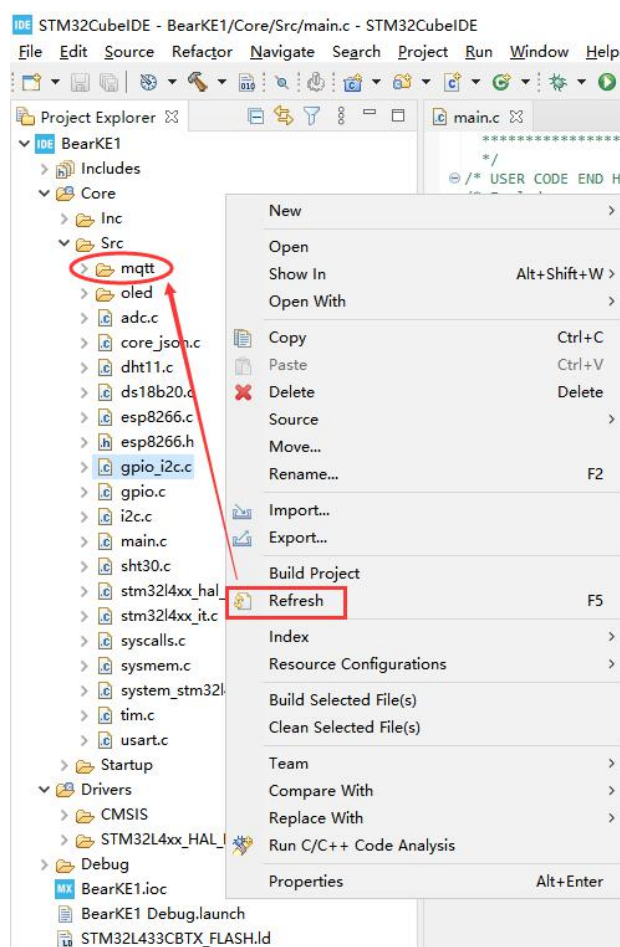 IDE STM32CubeIDE - BearKE1/Core/Src/main.c - STM32CubeIDE
File Edit Source Refactor Navigate Search Project Run Window Help
Project Explorer
main.c
IDE BearKE1
Includes
Core
Inc
Src
mqtt
oled
adc.c
core_json.c
dht11.c
ds18b20.c
esp8266.c
esp8266.h
gpio_i2c.c
gpio.c
i2c.c
main.c
sht30.c
stm32l4xx_hal_
stm32l4xx_it.c
syscalls.c
sysmem.c
system_stm32l
tim.c
usart.c
Startup
Drivers
CMSIS
STM32L4xx_HAL_
Debug
MX BearKE1.ioc
BearKE1 Debug.launch
STM32L433CBTX_FLASH.ld
*****************
*/
/* USER CODE END H
New
Open
Show In Alt+Shift+W >
Open With
Copy Ctrl+C
Paste Ctrl+V
Delete Delete
Source
Move...
Rename... F2
Import...
Export...
Build Project
Refresh F5
Index
Resource Configurations
Build Selected File(s)
Clean Selected File(s)
Team
Compare With
Replace With
Run C/C++ Code Analysis
Properties Alt+Enter